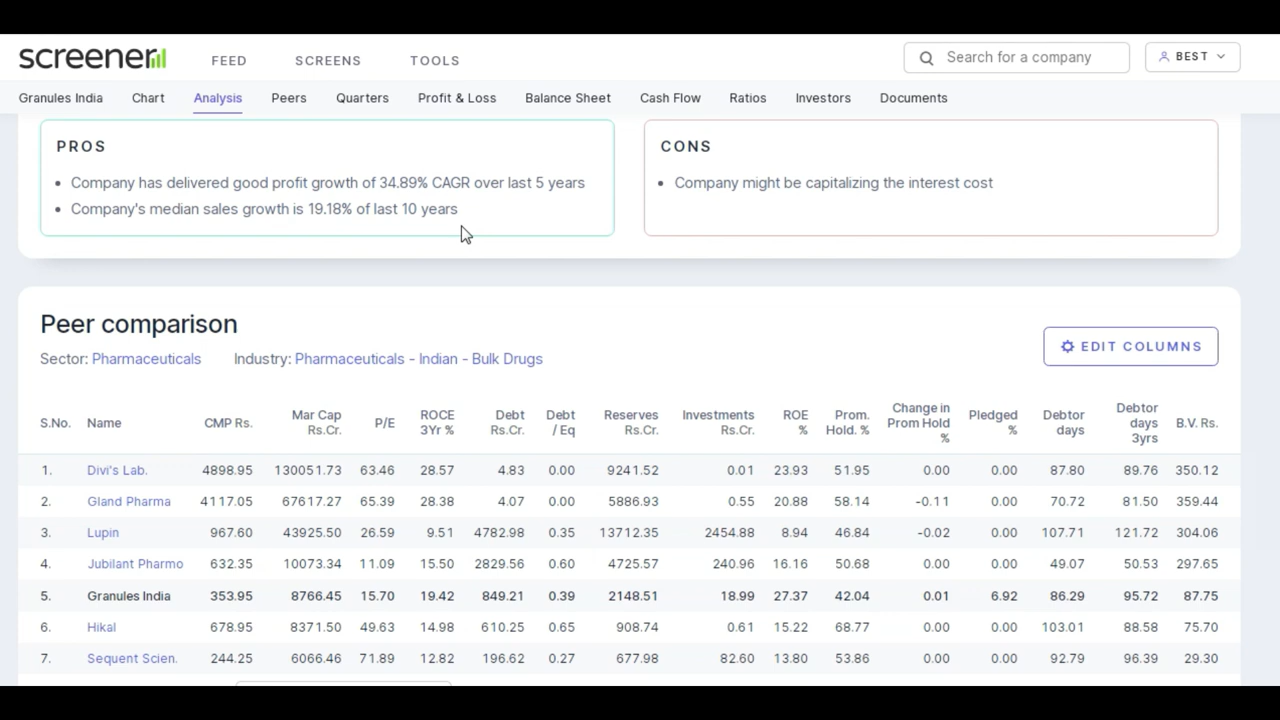 screener FEED SCREENS TOOLS Search for a company BEST
Granules India Chart Analysis Peers Quarters Profit & Loss Balance Sheet Cash Flow Ratios Investors Documents
PROS
• Company has delivered good profit growth of 34.89% CAGR over last 5 years
• Company's median sales growth is 19.18% of last 10 years
CONS
• Company might be capitalizing the interest cost
Peer comparison
Sector: Pharmaceuticals Industry: Pharmaceuticals - Indian - Bulk Drugs
EDIT COLUMNS
S.No. Name CMP Rs. Mar Cap Rs.Cr. P/E ROCE 3Yr % Debt Rs.Cr. Debt / Eq Reserves Rs.Cr. Investments Rs.Cr. ROE % Prom. Hold. % Change in Prom Hold % Pledged % Debtor days Debtor days 3yrs B.V. Rs.
1. Divi's Lab. 4898.95 130051.73 63.46 28.57 4.83 0.00 9241.52 0.01 23.93 51.95 0.00 0.00 87.80 89.76 350.12
2. Gland Pharma 4117.05 67617.27 65.39 28.38 4.07 0.00 5886.93 0.55 20.88 58.14 -0.11 0.00 70.72 81.50 359.44
3. Lupin 967.60 43925.50 26.59 9.51 4782.98 0.35 13712.35 2454.88 8.94 46.84 -0.02 0.00 107.71 121.72 304.06
4. Jubilant Pharmo 632.35 10073.34 11.09 15.50 2829.56 0.60 4725.57 240.96 16.16 50.68 0.00 0.00 49.07 50.53 297.65
5. Granules India 353.95 8766.45 15.70 19.42 849.21 0.39 2148.51 18.99 27.37 42.04 0.01 6.92 86.29 95.72 87.75
6. Hikal 678.95 8371.50 49.63 14.98 610.25 0.65 908.74 0.61 15.22 68.77 0.00 0.00 103.01 88.58 75.70
7. Sequent Scien. 244.25 6066.46 71.89 12.82 196.62 0.27 677.98 82.60 13.80 53.86 0.00 0.00 92.79 96.39 29.30